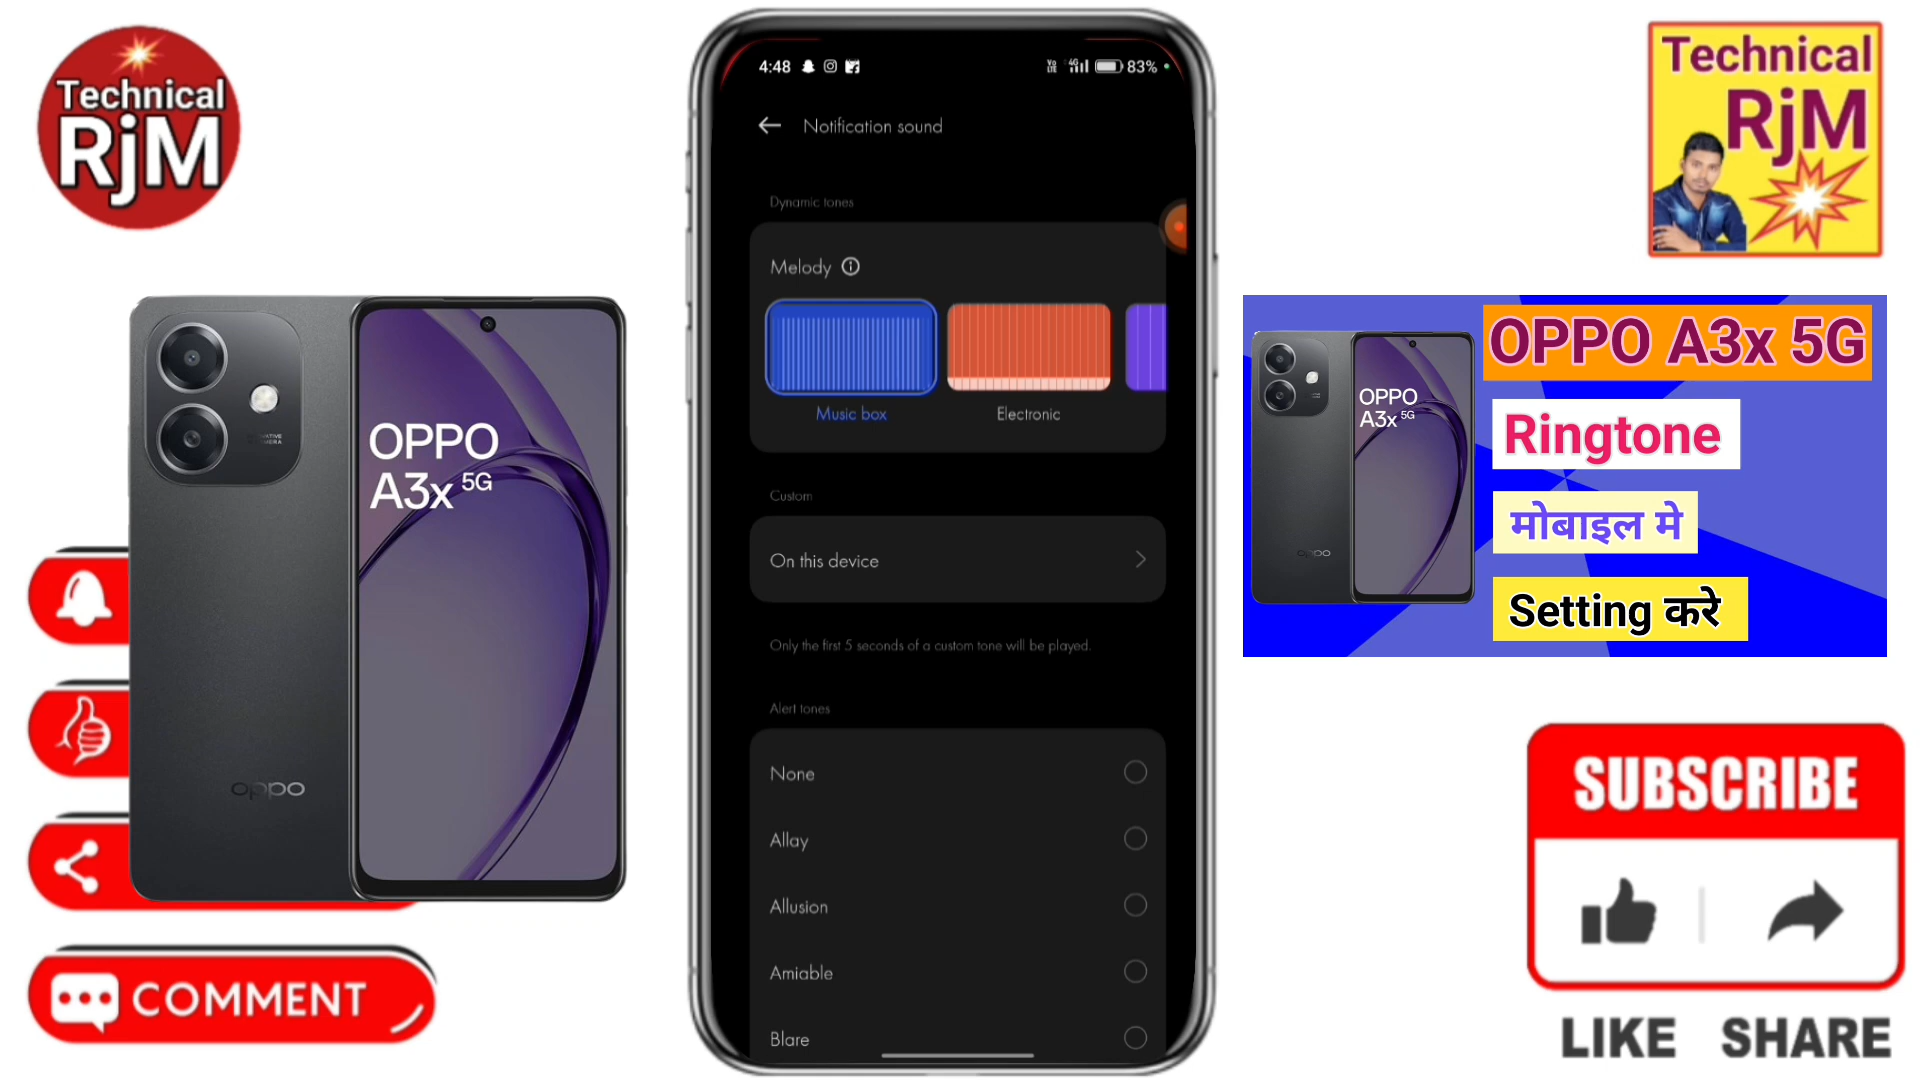 Technical
RjM
OPPO
A3x 5G
oppo
COMMENT
4:48
83%
Notification sound
Dynamic tones
Melody
Music box
Electronic
Custom
On this device
Only the first 5 seconds of a custom tone will be played.
Alert tones
None
Allay
Allusion
Amiable
Blare
Technical
RjM
OPPO A3x 5G
Ringtone
मोबाइल मे
Setting करे
OPPO
A3x 5G
oppo
SUBSCRIBE
LIKE SHARE